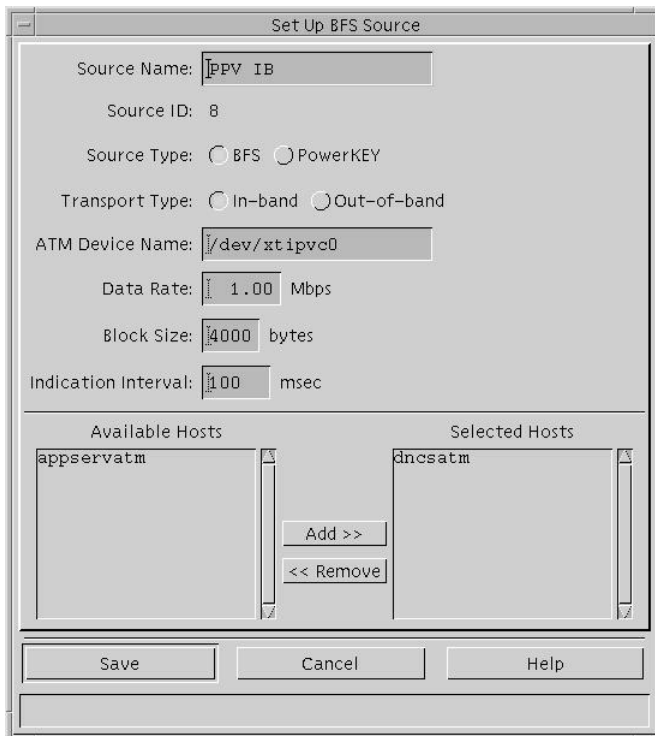 Set Up BFS Source
Source Name: PPV IB
Source ID: 8
Source Type: BFS PowerKEY
Transport Type: In-band Out-of-band
ATM Device Name: /dev/xtipvc0
Data Rate: 1.00 Mbps
Block Size: 4000 bytes
Indication Interval: 100 msec
Available Hosts Selected Hosts
appservatm dncsatm
Add >>
<< Remove
Save Cancel Help